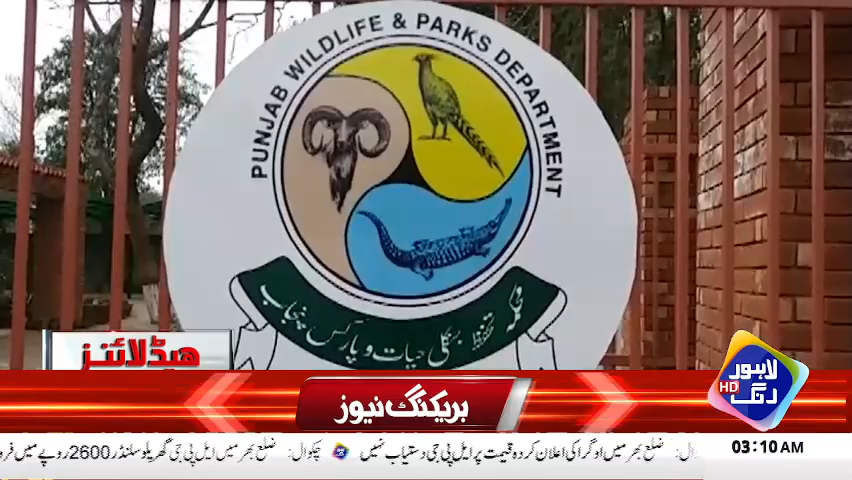 PUNJAB WILDLIFE & PARKS DEPARTMENT
محکمہ تحفظ جنگلی حیات و پارکس پنجاب
ہیڈلائنز
لاہور
HD رنگ
بریکنگ نیوز
ضلع بھر میں اوگرا کی اعلان کردہ قیمت پر ایل پی جی دستیاب نہیں چکوال: ضلع بھر میں ایل پی جی گھریلو سلنڈر 2600 روپے میں
03:10 AM